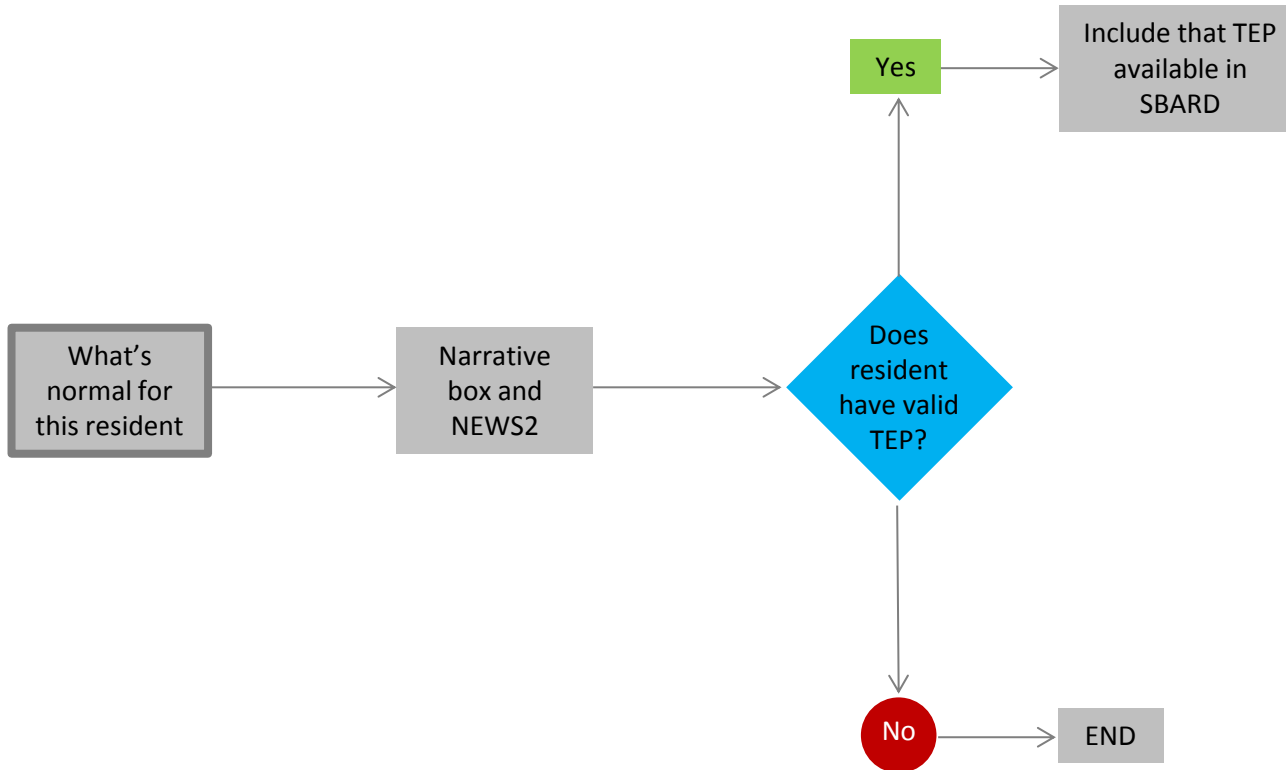 Yes
Include that TEP
available in
SBARD
What’s
normal for
this resident
Narrative
box and
NEWS2
Does
resident
have valid
TEP?
No
END